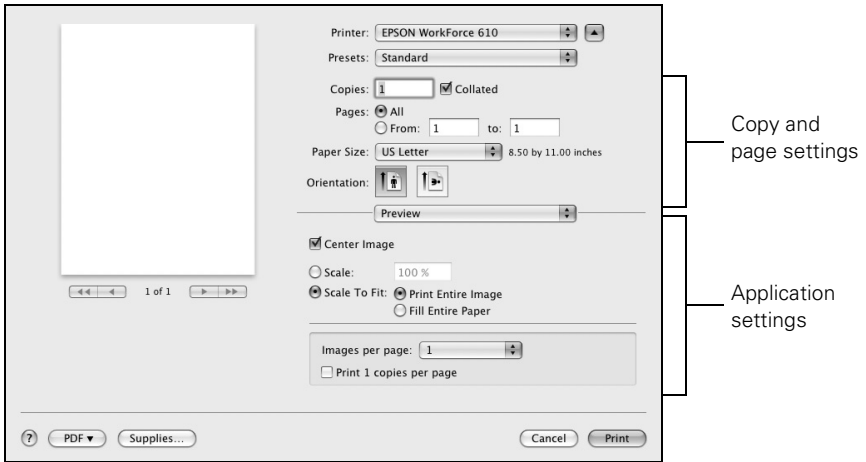 Printer: EPSON WorkForce 610
Presets: Standard
Copies: 1 Collated
Pages: All
From: 1 to: 1
Paper Size: US Letter 8.50 by 11.00 inches
Orientation:
Preview
Center Image
Scale: 100 %
Scale To Fit: Print Entire Image
Fill Entire Paper
Images per page: 1
Print 1 copies per page
1 of 1
? PDF Supplies... Cancel Print
Copy and
page settings
Application
settings